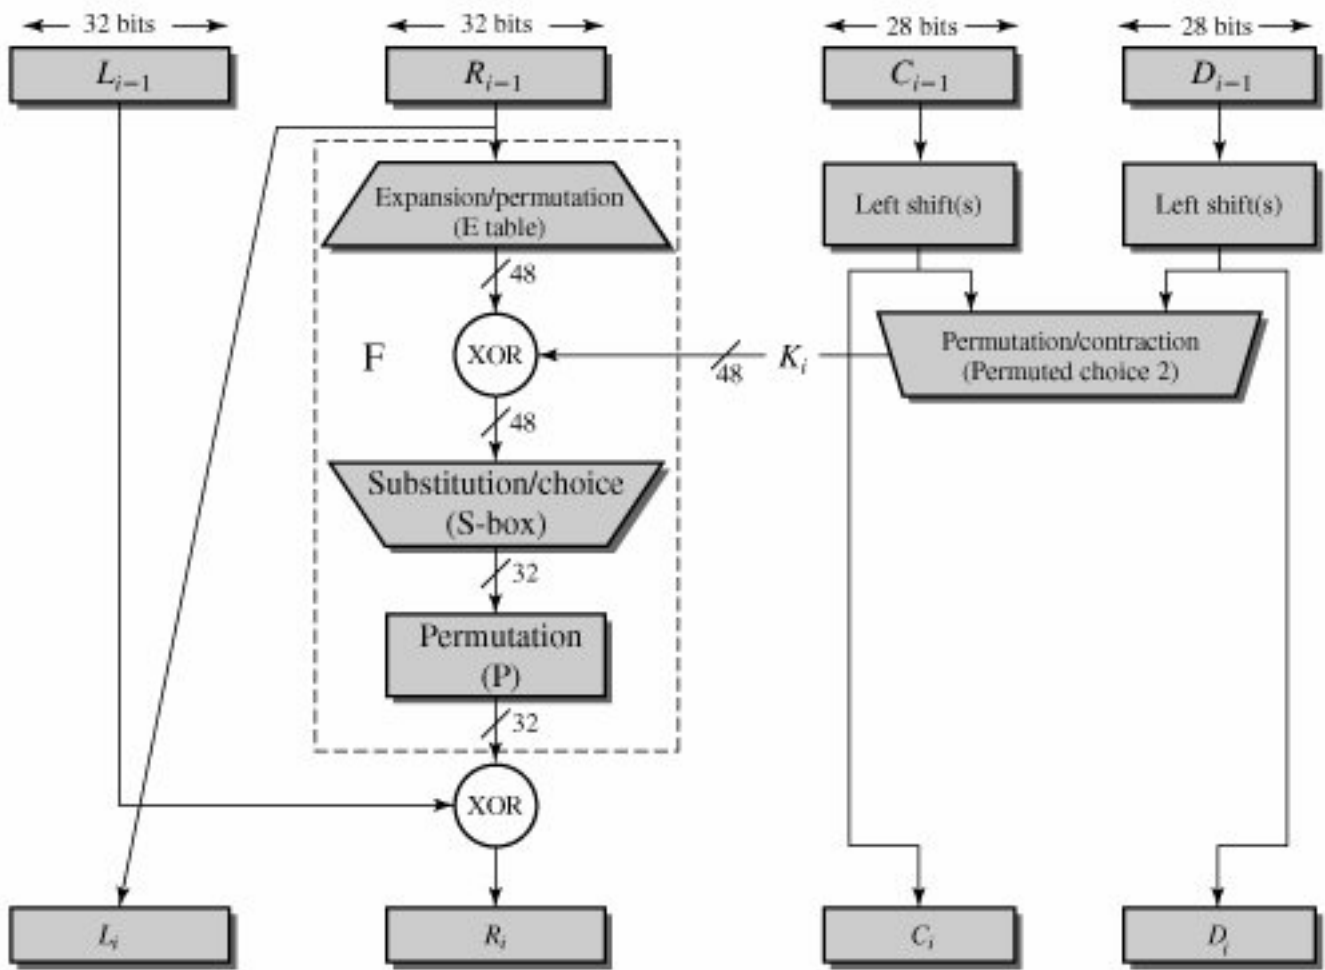 32 bits
32 bits
28 bits
28 bits
L_{i−1}
R_{i−1}
C_{i−1}
D_{i−1}
Expansion/permutation
(E table)
Left shift(s)
Left shift(s)
48
F
XOR
48
K_i
Permutation/contraction
(Permuted choice 2)
48
Substitution/choice
(S-box)
32
Permutation
(P)
32
XOR
L_i
R_i
C_i
D_i